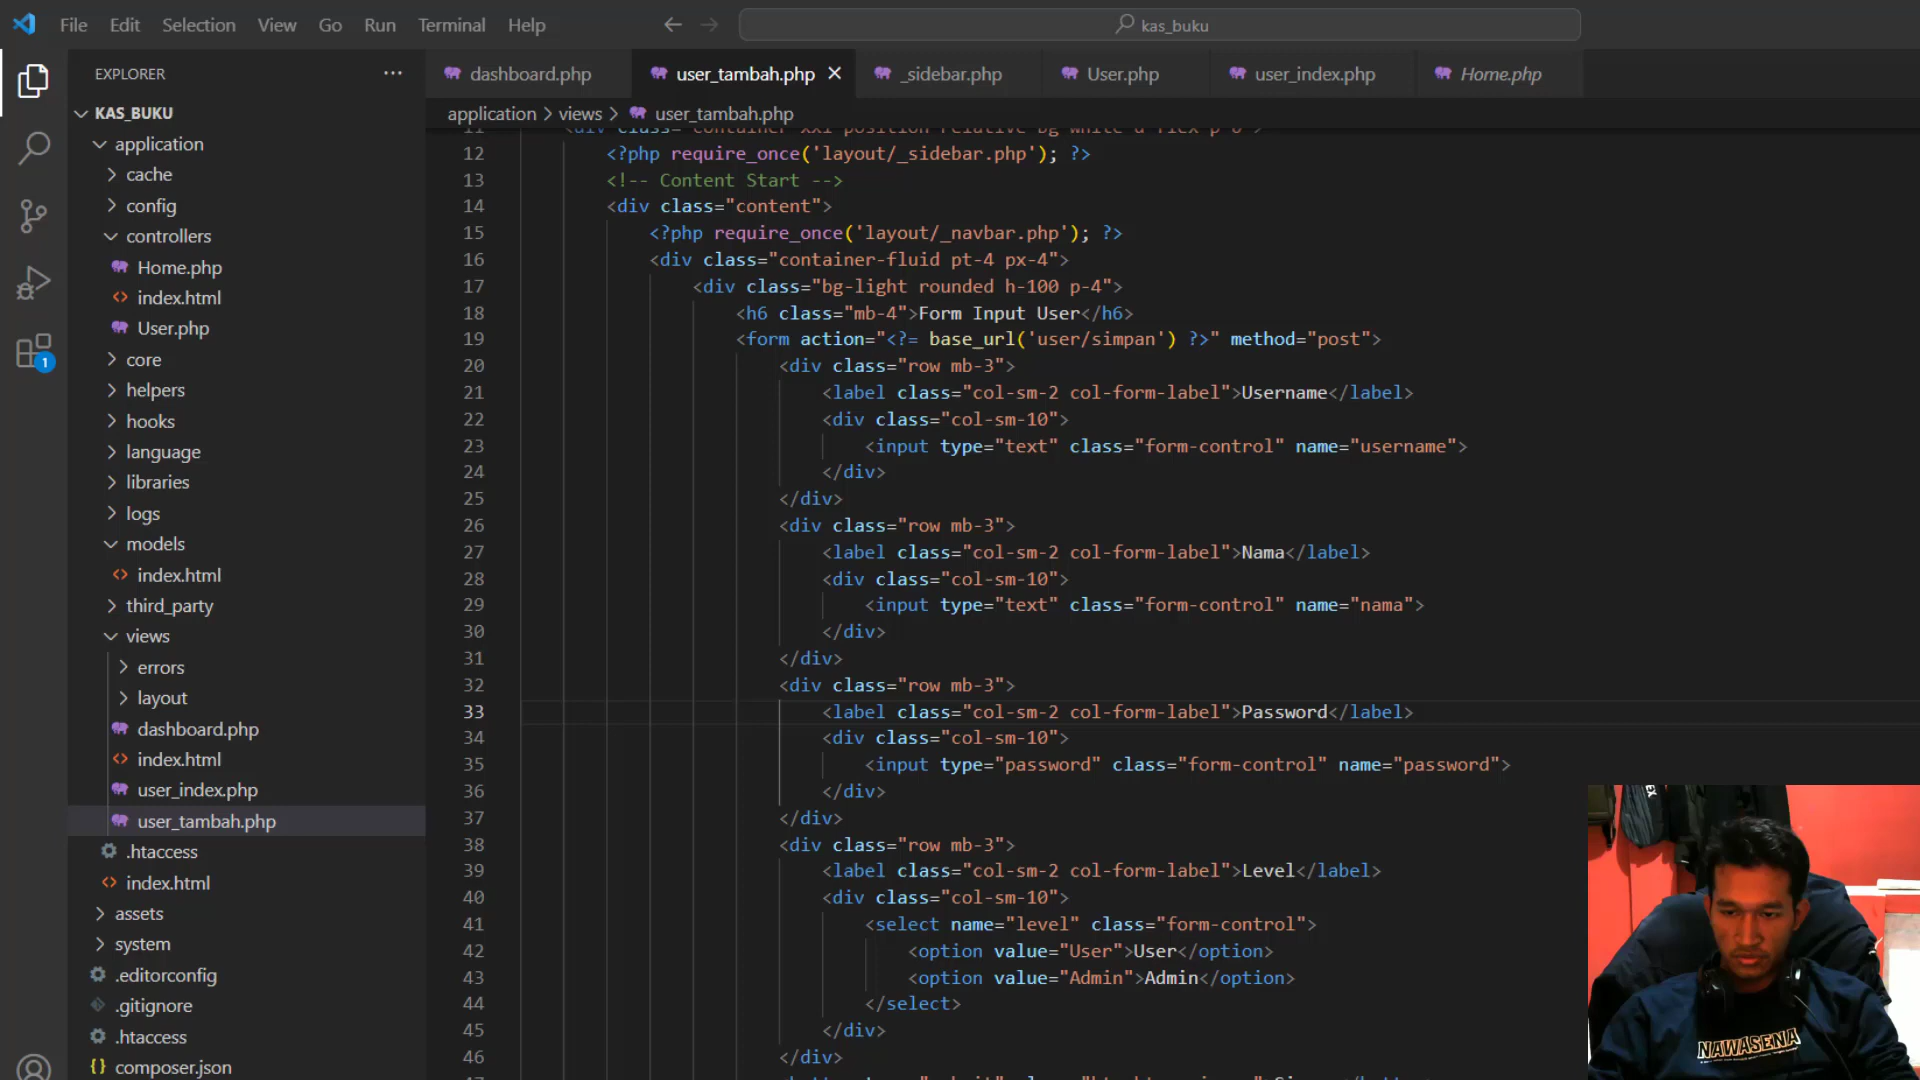 File Edit Selection View Go Run Terminal Help
kas_buku
EXPLORER
dashboard.php
user_tambah.php
_sidebar.php
User.php
user_index.php
Home.php
KAS_BUKU
application
cache
config
controllers
Home.php
index.html
User.php
core
helpers
hooks
language
libraries
logs
models
index.html
third_party
views
errors
layout
dashboard.php
index.html
user_index.php
user_tambah.php
.htaccess
index.html
assets
system
.editorconfig
.gitignore
.htaccess
{} composer.json
1
application > views > user_tambah.php
12 <?php require_once('layout/_sidebar.php'); ?>
13 <!-- Content Start -->
14 <div class="content">
15 <?php require_once('layout/_navbar.php'); ?>
16 <div class="container-fluid pt-4 px-4">
17 <div class="bg-light rounded h-100 p-4">
18 <h6 class="mb-4">Form Input User</h6>
19 <form action="<?= base_url('user/simpan') ?>" method="post">
20 <div class="row mb-3">
21 <label class="col-sm-2 col-form-label">Username</label>
22 <div class="col-sm-10">
23 <input type="text" class="form-control" name="username">
24 </div>
25 </div>
26 <div class="row mb-3">
27 <label class="col-sm-2 col-form-label">Nama</label>
28 <div class="col-sm-10">
29 <input type="text" class="form-control" name="nama">
30 </div>
31 </div>
32 <div class="row mb-3">
33 <label class="col-sm-2 col-form-label">Password</label>
34 <div class="col-sm-10">
35 <input type="password" class="form-control" name="password">
36 </div>
37 </div>
38 <div class="row mb-3">
39 <label class="col-sm-2 col-form-label">Level</label>
40 <div class="col-sm-10">
41 <select name="level" class="form-control">
42 <option value="User">User</option>
43 <option value="Admin">Admin</option>
44 </select>
45 </div>
46 </div>
NAWASENA